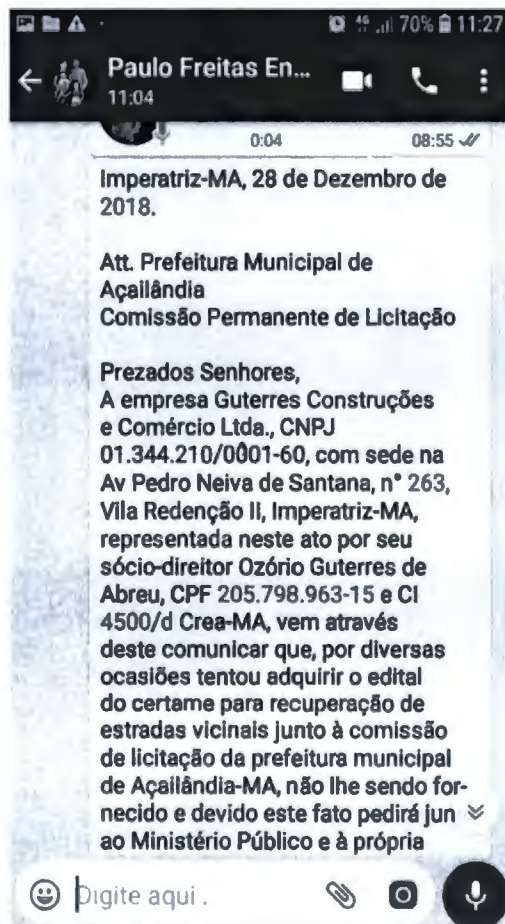 4G 70% 11:27
Paulo Freitas En...
11:04
0:04 08:55
Imperatriz-MA, 28 de Dezembro de
2018.
Att. Prefeitura Municipal de
Açailândia
Comissão Permanente de Licitação
Prezados Senhores,
A empresa Guterres Construções
e Comércio Ltda., CNPJ
01.344.210/0001-60, com sede na
Av Pedro Neiva de Santana, n° 263,
Vila Redenção II, Imperatriz-MA,
representada neste ato por seu
sócio-diretor Ozório Guterres de
Abreu, CPF 205.798.963-15 e CI
4500/d Crea-MA, vem através
deste comunicar que, por diversas
ocasiões tentou adquirir o edital
do certame para recuperação de
estradas vicinais junto à comissão
de licitação da prefeitura municipal
de Açailândia-MA, não lhe sendo for-
necido e devido este fato pedirá jun
ao Ministério Público e à própria
Digite aqui .